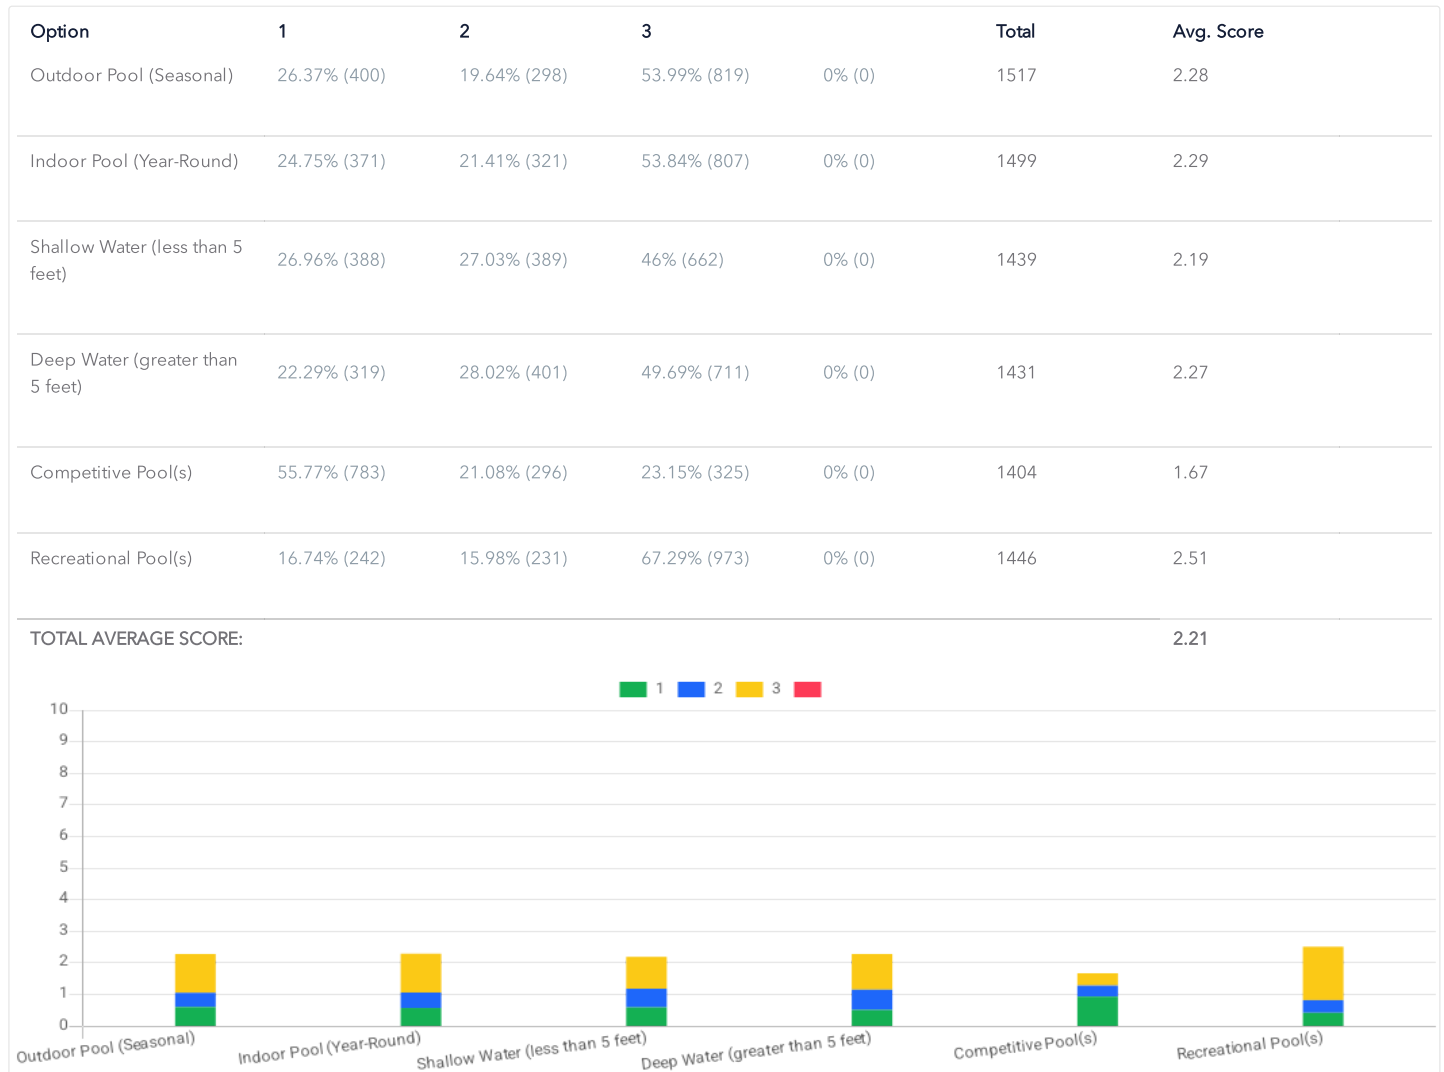 Option 1 2 3 Total Avg. Score
Outdoor Pool (Seasonal) 26.37% (400) 19.64% (298) 53.99% (819) 0% (0) 1517 2.28
Indoor Pool (Year-Round) 24.75% (371) 21.41% (321) 53.84% (807) 0% (0) 1499 2.29
Shallow Water (less than 5
feet) 26.96% (388) 27.03% (389) 46% (662) 0% (0) 1439 2.19
Deep Water (greater than
5 feet) 22.29% (319) 28.02% (401) 49.69% (711) 0% (0) 1431 2.27
Competitive Pool(s) 55.77% (783) 21.08% (296) 23.15% (325) 0% (0) 1404 1.67
Recreational Pool(s) 16.74% (242) 15.98% (231) 67.29% (973) 0% (0) 1446 2.51
TOTAL AVERAGE SCORE: 2.21
1 2 3
10
9
8
7
6
5
4
3
2
1
0
Outdoor Pool (Seasonal) Indoor Pool (Year-Round) Shallow Water (less than 5 feet) Deep Water (greater than 5 feet) Competitive Pool(s) Recreational Pool(s)